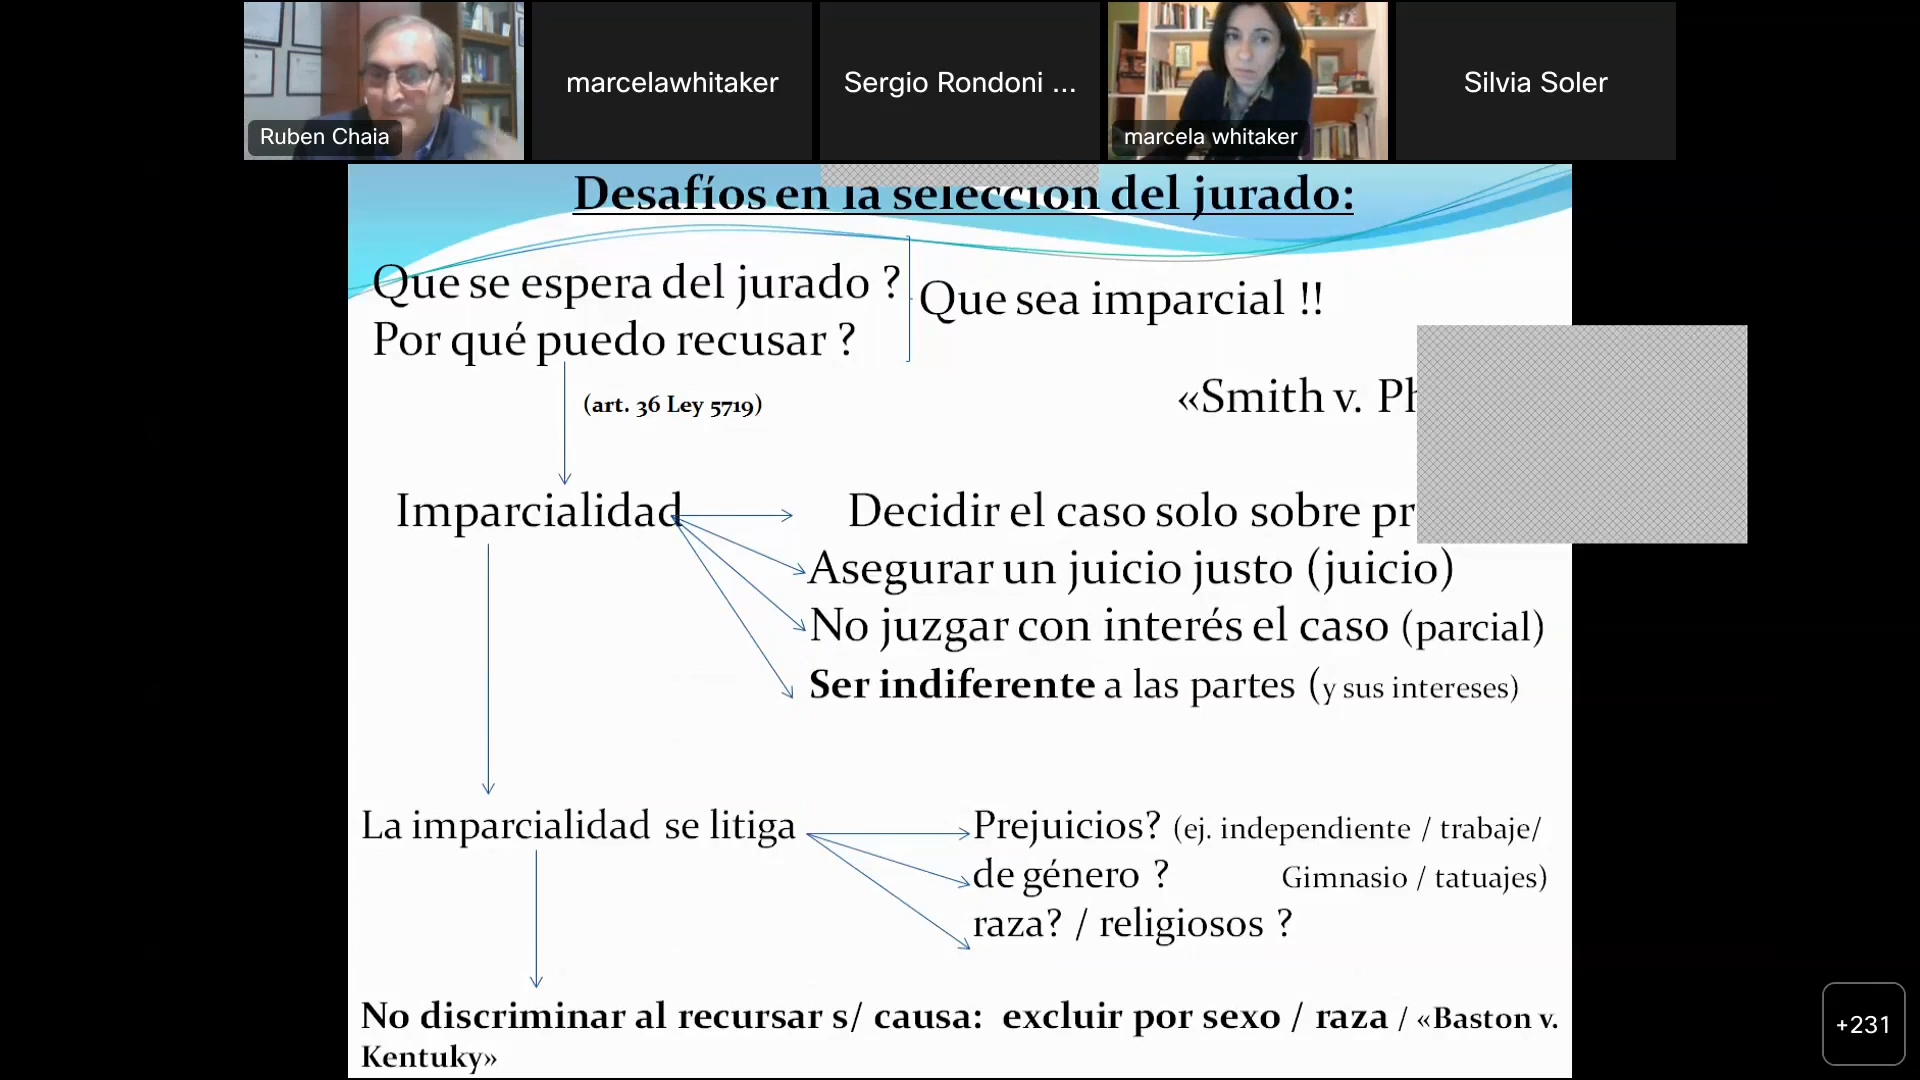 Ruben Chaia
marcelawhitaker
Sergio Rondoni ...
marcela whitaker
Silvia Soler
Desafíos en la selección del jurado:
Que se espera del jurado ?
Por qué puedo recusar ?
Que sea imparcial !!
(art. 36 Ley 5719)
«Smith v.
Imparcialidad
Decidir el caso solo sobre
Asegurar un juicio justo (juicio)
No juzgar con interés el caso (parcial)
Ser indiferente a las partes (y sus intereses)
La imparcialidad se litiga
Prejuicios? (ej. independiente / trabaje/
de género ? Gimnasio / tatuajes)
raza? / religiosos ?
No discriminar al recursar s/ causa: excluir por sexo / raza / «Baston v.
Kentuky»
+231